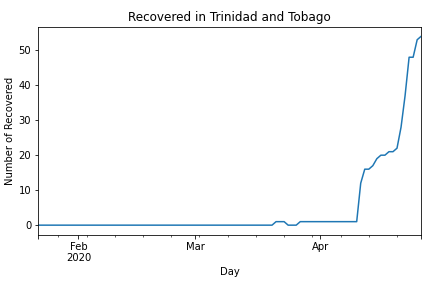 Recovered in Trinidad and Tobago
Number of Recovered
50
40
30
20
10
0
Feb
2020
Mar
Apr
Day